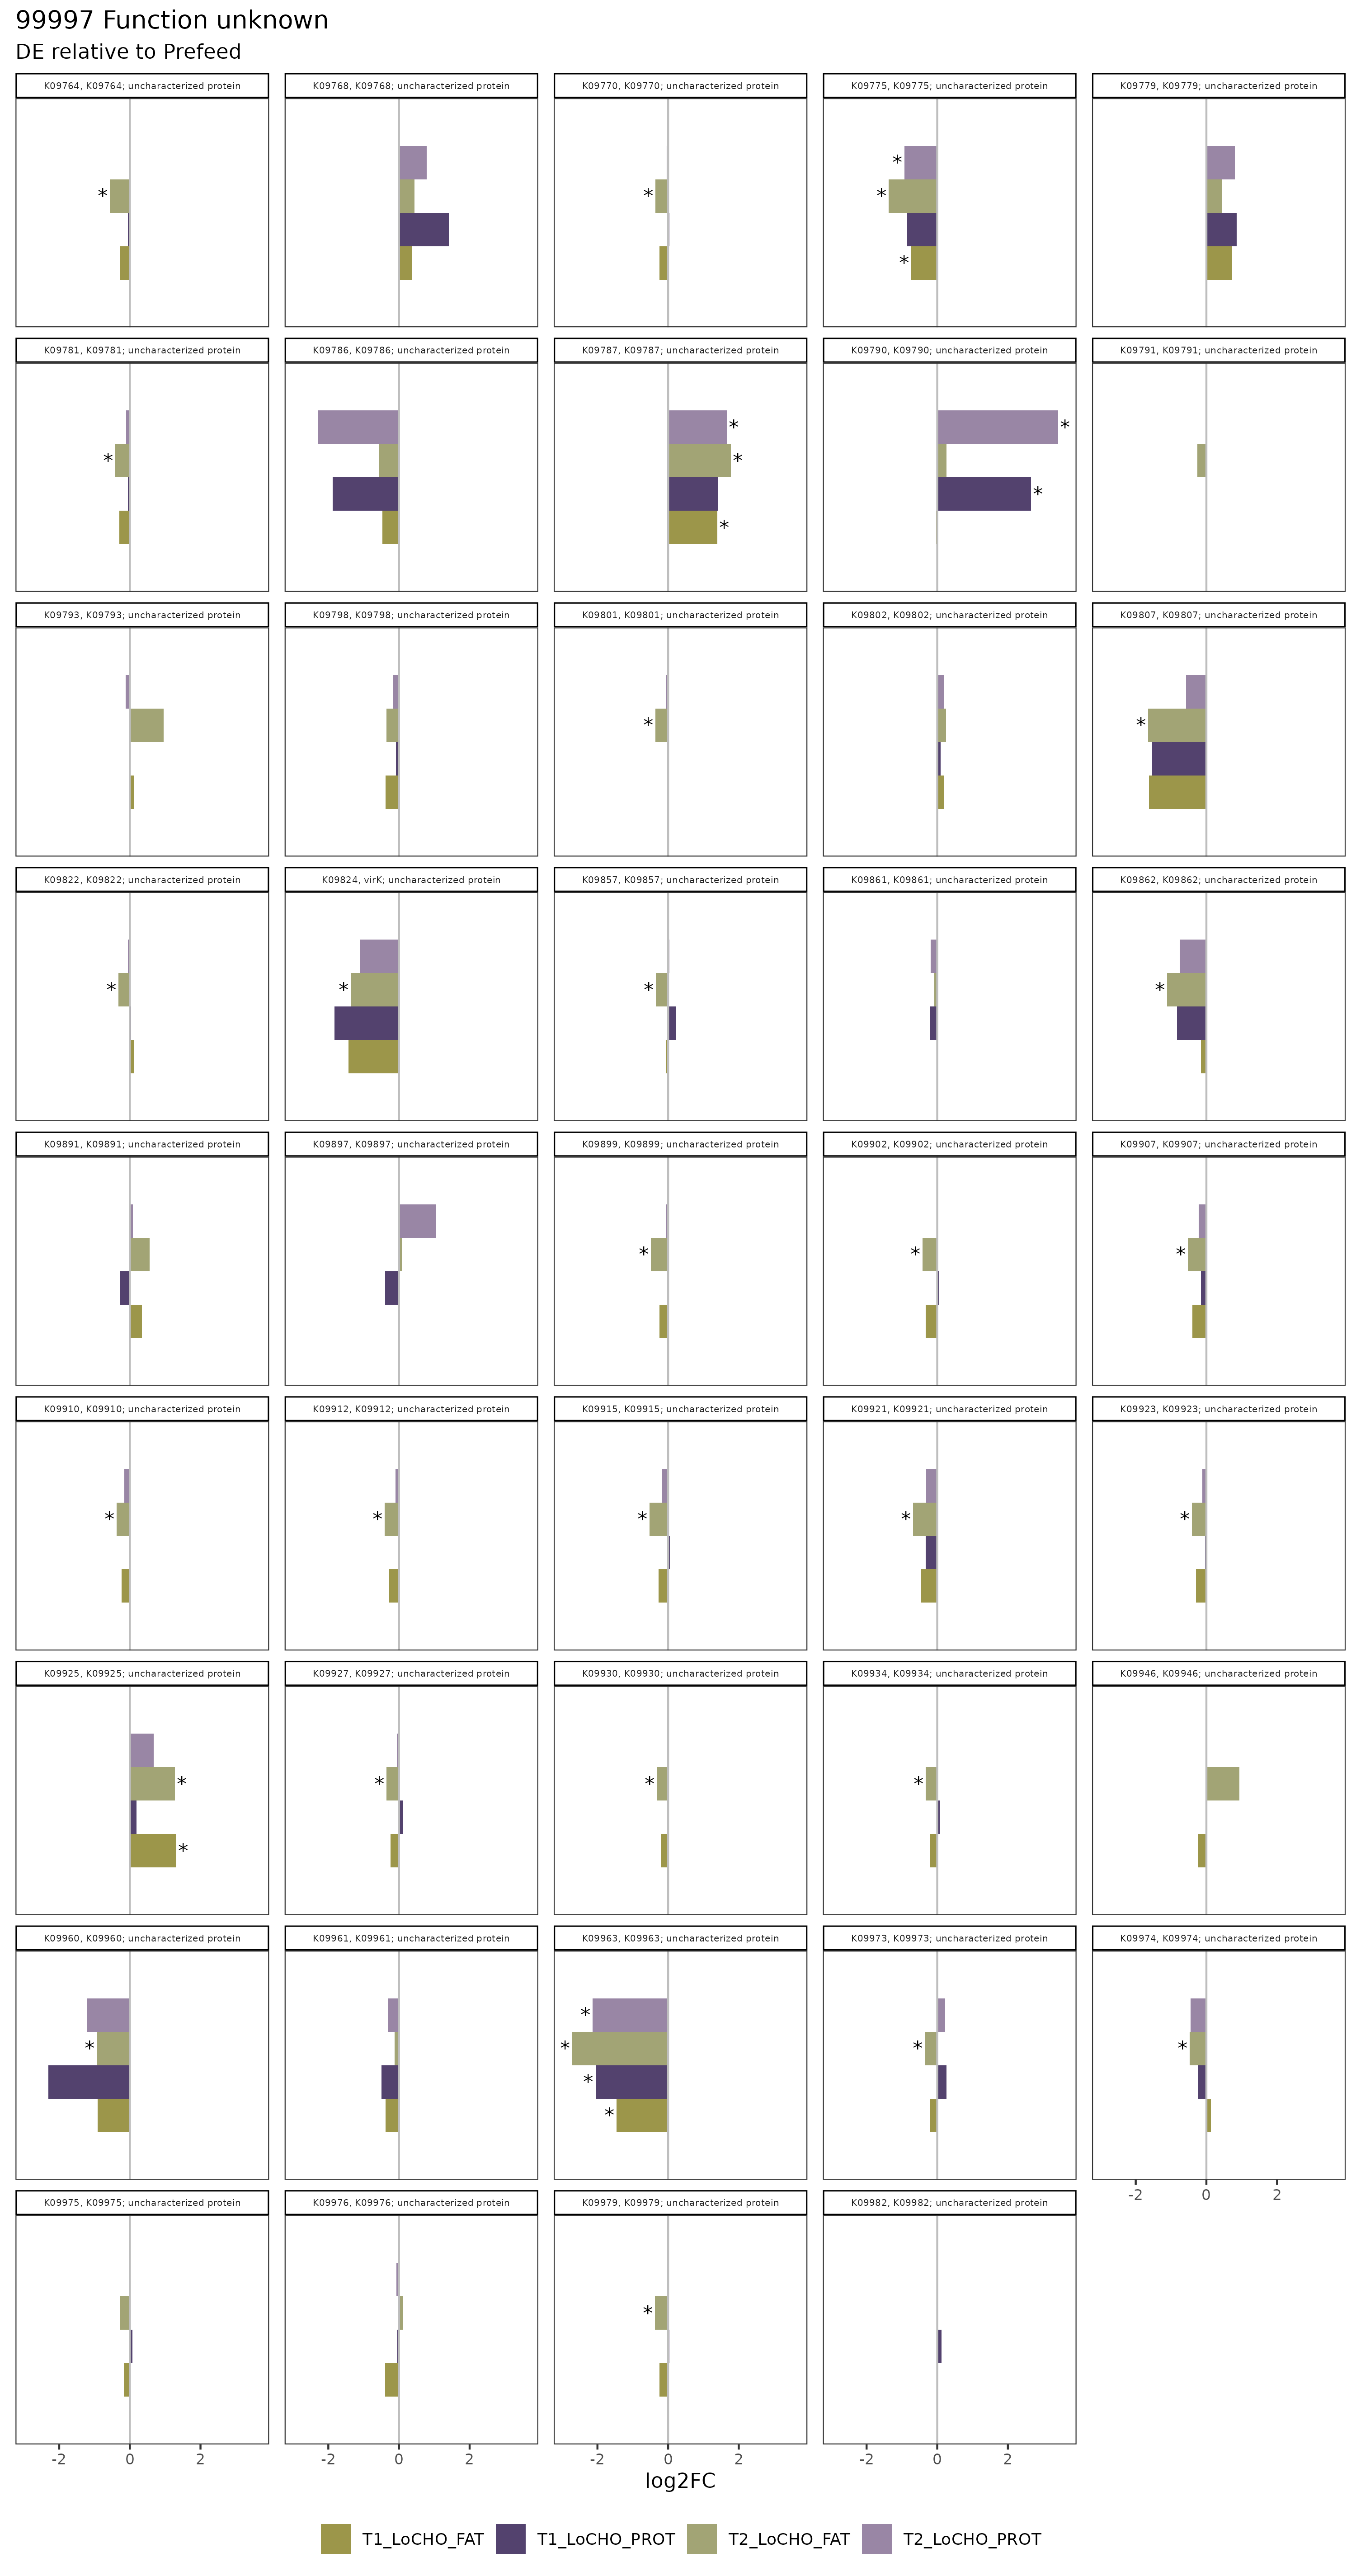 99997 Function unknown
DE relative to Prefeed
K09764, K09764; uncharacterized protein
K09768, K09768; uncharacterized protein
K09770, K09770; uncharacterized protein
K09775, K09775; uncharacterized protein
K09779, K09779; uncharacterized protein
*
*
*
*
*
K09781, K09781; uncharacterized protein
K09786, K09786; uncharacterized protein
K09787, K09787; uncharacterized protein
K09790, K09790; uncharacterized protein
K09791, K09791; uncharacterized protein
*
*
*
*
*
*
K09793, K09793; uncharacterized protein
K09798, K09798; uncharacterized protein
K09801, K09801; uncharacterized protein
K09802, K09802; uncharacterized protein
K09807, K09807; uncharacterized protein
*
*
K09822, K09822; uncharacterized protein
K09824, virK; uncharacterized protein
K09857, K09857; uncharacterized protein
K09861, K09861; uncharacterized protein
K09862, K09862; uncharacterized protein
*
*
*
*
K09891, K09891; uncharacterized protein
K09897, K09897; uncharacterized protein
K09899, K09899; uncharacterized protein
K09902, K09902; uncharacterized protein
K09907, K09907; uncharacterized protein
*
*
*
K09910, K09910; uncharacterized protein
K09912, K09912; uncharacterized protein
K09915, K09915; uncharacterized protein
K09921, K09921; uncharacterized protein
K09923, K09923; uncharacterized protein
*
*
*
*
*
K09925, K09925; uncharacterized protein
K09927, K09927; uncharacterized protein
K09930, K09930; uncharacterized protein
K09934, K09934; uncharacterized protein
K09946, K09946; uncharacterized protein
*
*
*
*
*
K09960, K09960; uncharacterized protein
K09961, K09961; uncharacterized protein
K09963, K09963; uncharacterized protein
K09973, K09973; uncharacterized protein
K09974, K09974; uncharacterized protein
*
*
*
*
*
*
*
-2 0 2
K09975, K09975; uncharacterized protein
K09976, K09976; uncharacterized protein
K09979, K09979; uncharacterized protein
K09982, K09982; uncharacterized protein
*
-2 0 2
-2 0 2
-2 0 2
-2 0 2
log2FC
T1_LoCHO_FAT T1_LoCHO_PROT T2_LoCHO_FAT T2_LoCHO_PROT